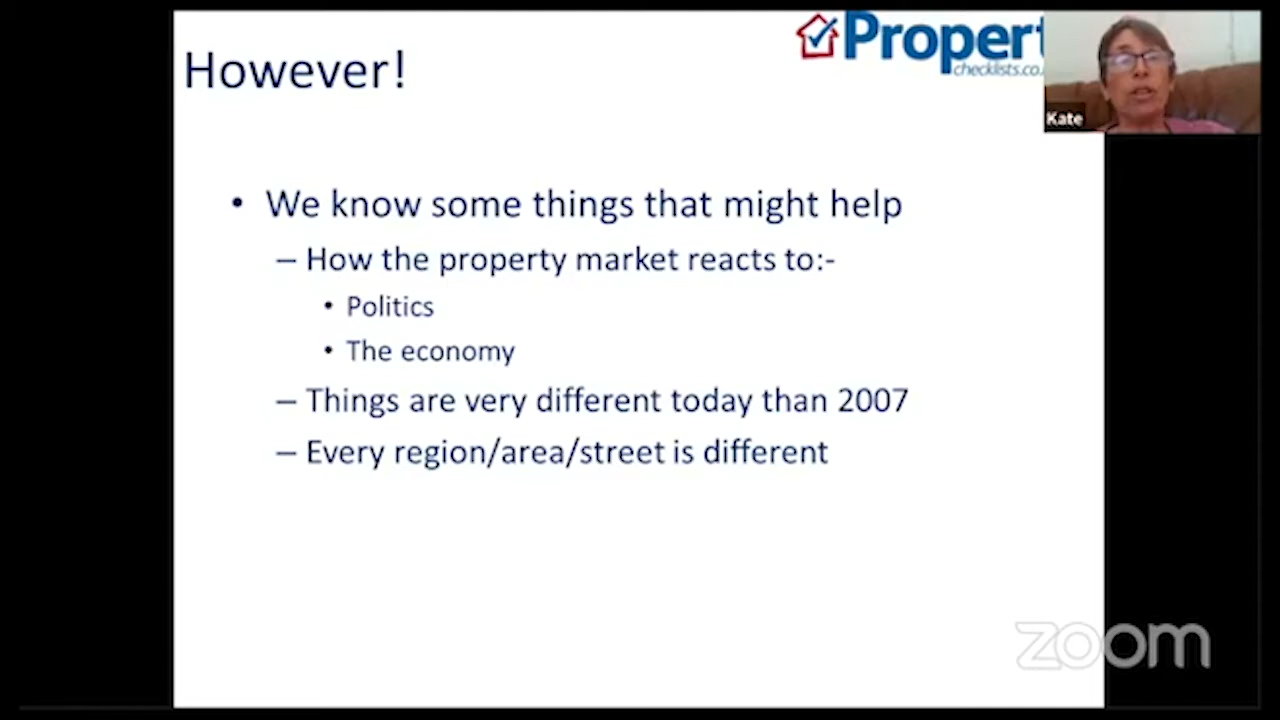 However!
Propert
checklists.co.
Kate
• We know some things that might help
– How the property market reacts to:-
• Politics
• The economy
– Things are very different today than 2007
– Every region/area/street is different
zoom